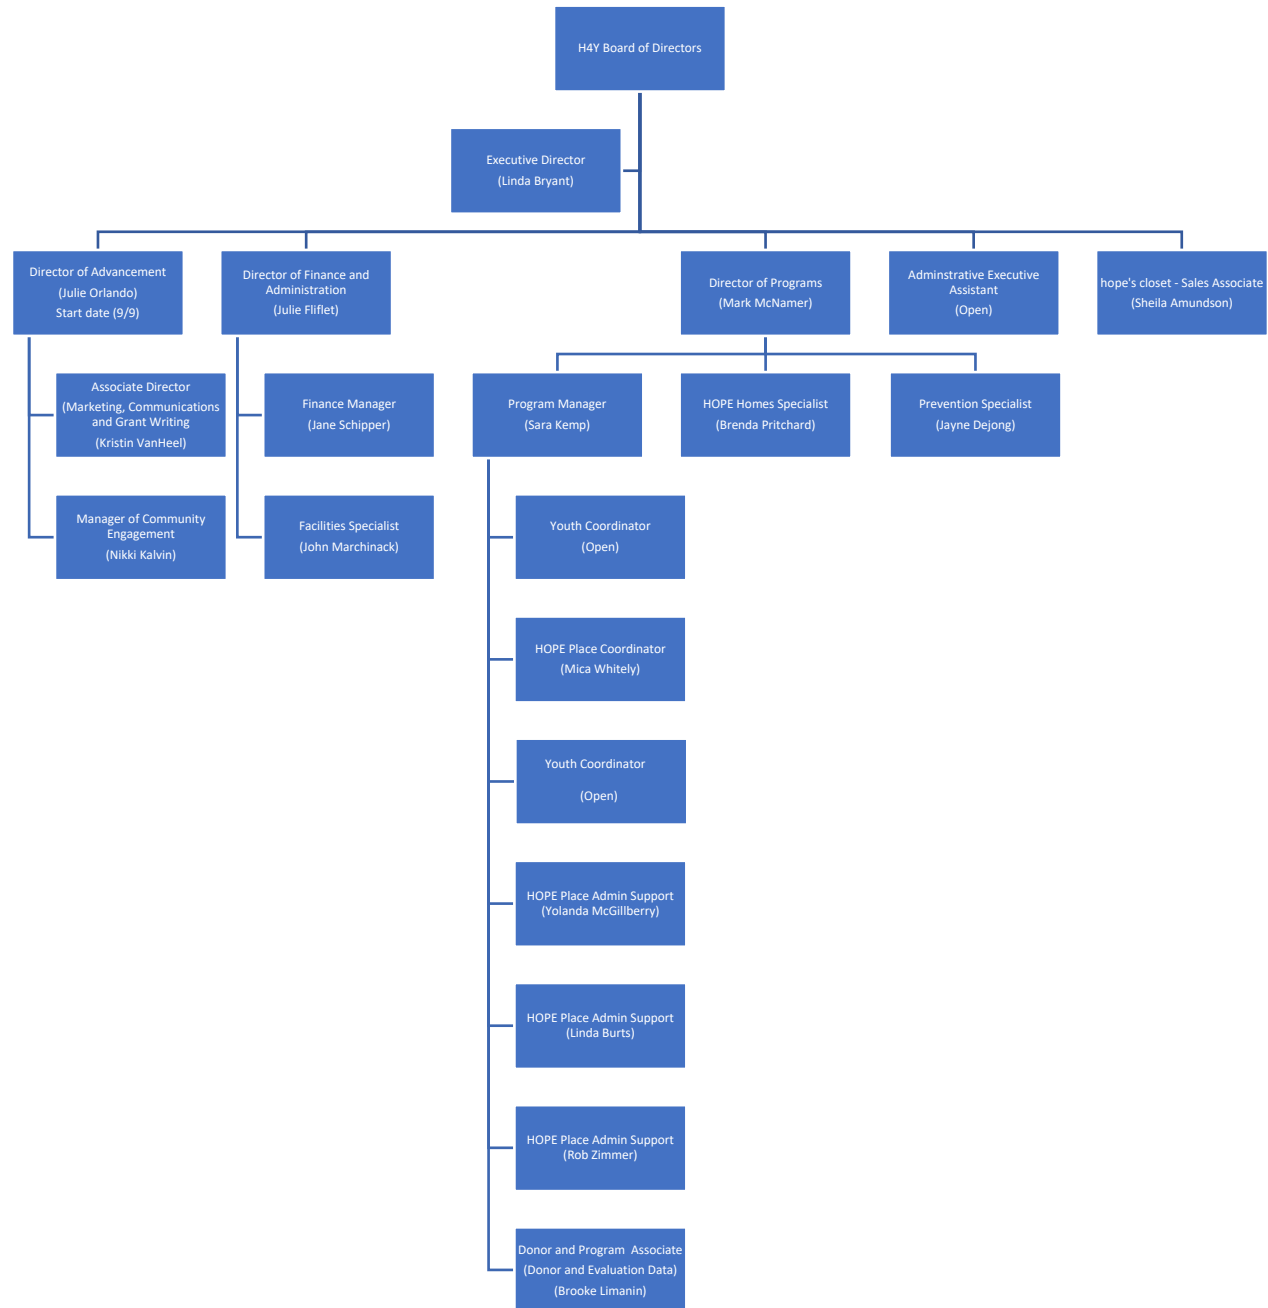 H4Y Board of Directors
Executive Director
(Linda Bryant)
Director of Advancement
(Julie Orlando)
Start date (9/9)
Director of Finance and
Administration
(Julie Fliflet)
Director of Programs
(Mark McNamer)
Adminstrative Executive
Assistant
(Open)
hope's closet - Sales Associate
(Sheila Amundson)
Associate Director
(Marketing, Communications
and Grant Writing
(Kristin VanHeel)
Finance Manager
(Jane Schipper)
Program Manager
(Sara Kemp)
HOPE Homes Specialist
(Brenda Pritchard)
Prevention Specialist
(Jayne Dejong)
Manager of Community
Engagement
(Nikki Kalvin)
Facilities Specialist
(John Marchinack)
Youth Coordinator
(Open)
HOPE Place Coordinator
(Mica Whitely)
Youth Coordinator
(Open)
HOPE Place Admin Support
(Yolanda McGillberry)
HOPE Place Admin Support
(Linda Burts)
HOPE Place Admin Support
(Rob Zimmer)
Donor and Program  Associate
(Donor and Evaluation Data)
(Brooke Limanin)